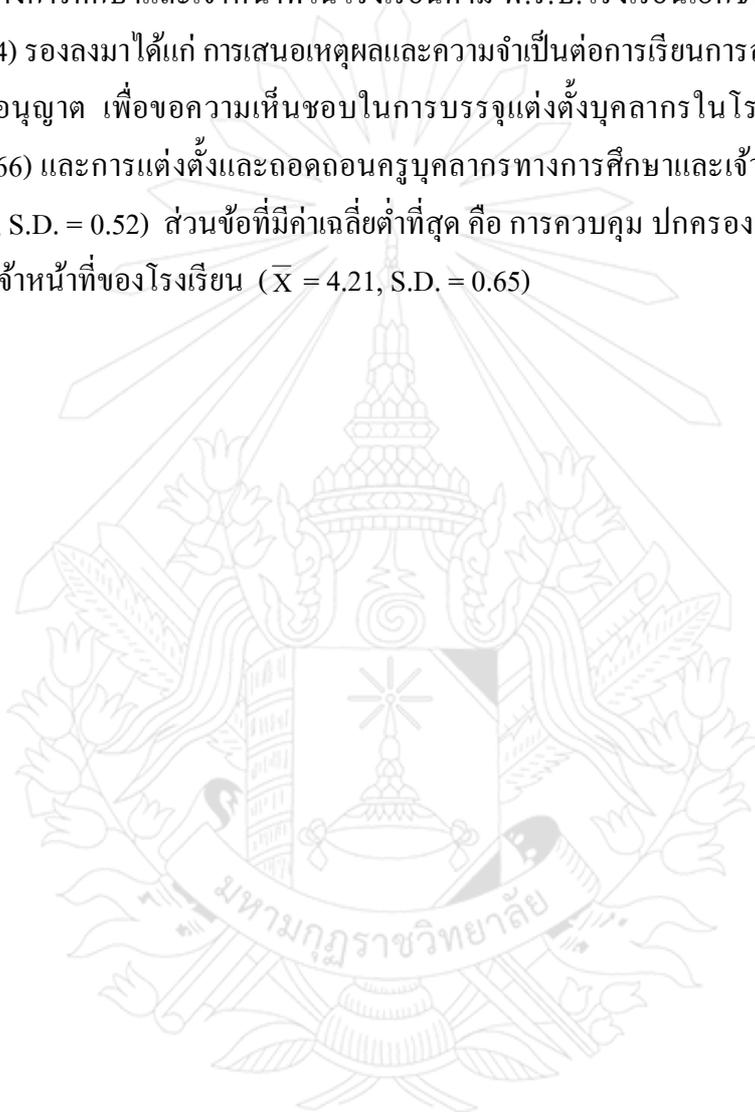 รองลงมาได้แก่ การเสนอเหตุผลและความจำเป็นต่อการเรียนการ
อนุญาต เพื่อขอความเห็นชอบในการบรรจุแต่งตั้งบุคลากรในโร
66) และการแต่งตั้งและถอดถอนครูบุคลากรทางการศึกษาและเจ้า
S.D. = 0.52) ส่วนข้อที่มีค่าเฉลี่ยต่ำที่สุด คือ การควบคุม ปกครอง
จ้าหน้าที่ของโรงเรียน (X̅ = 4.21, S.D. = 0.65)
มหามกุฏราชวิทยาลัย